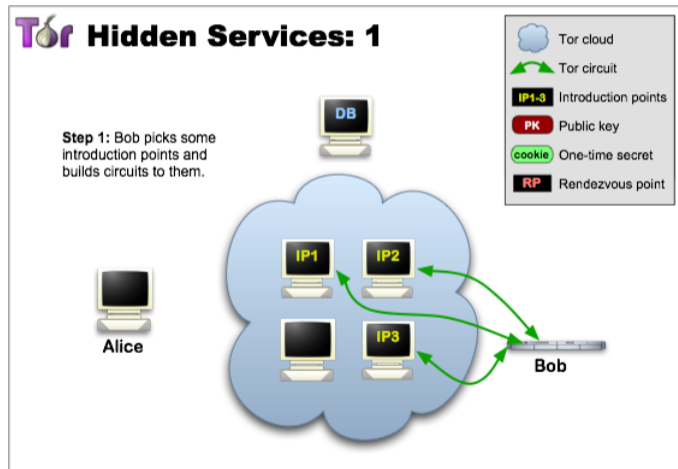 Tor Hidden Services: 1
Tor cloud
Tor circuit
IP1-3 Introduction points
PK Public key
cookie One-time secret
RP Rendezvous point
DB
Step 1: Bob picks some
introduction points and
builds circuits to them.
IP1 IP2
IP3
Alice
Bob